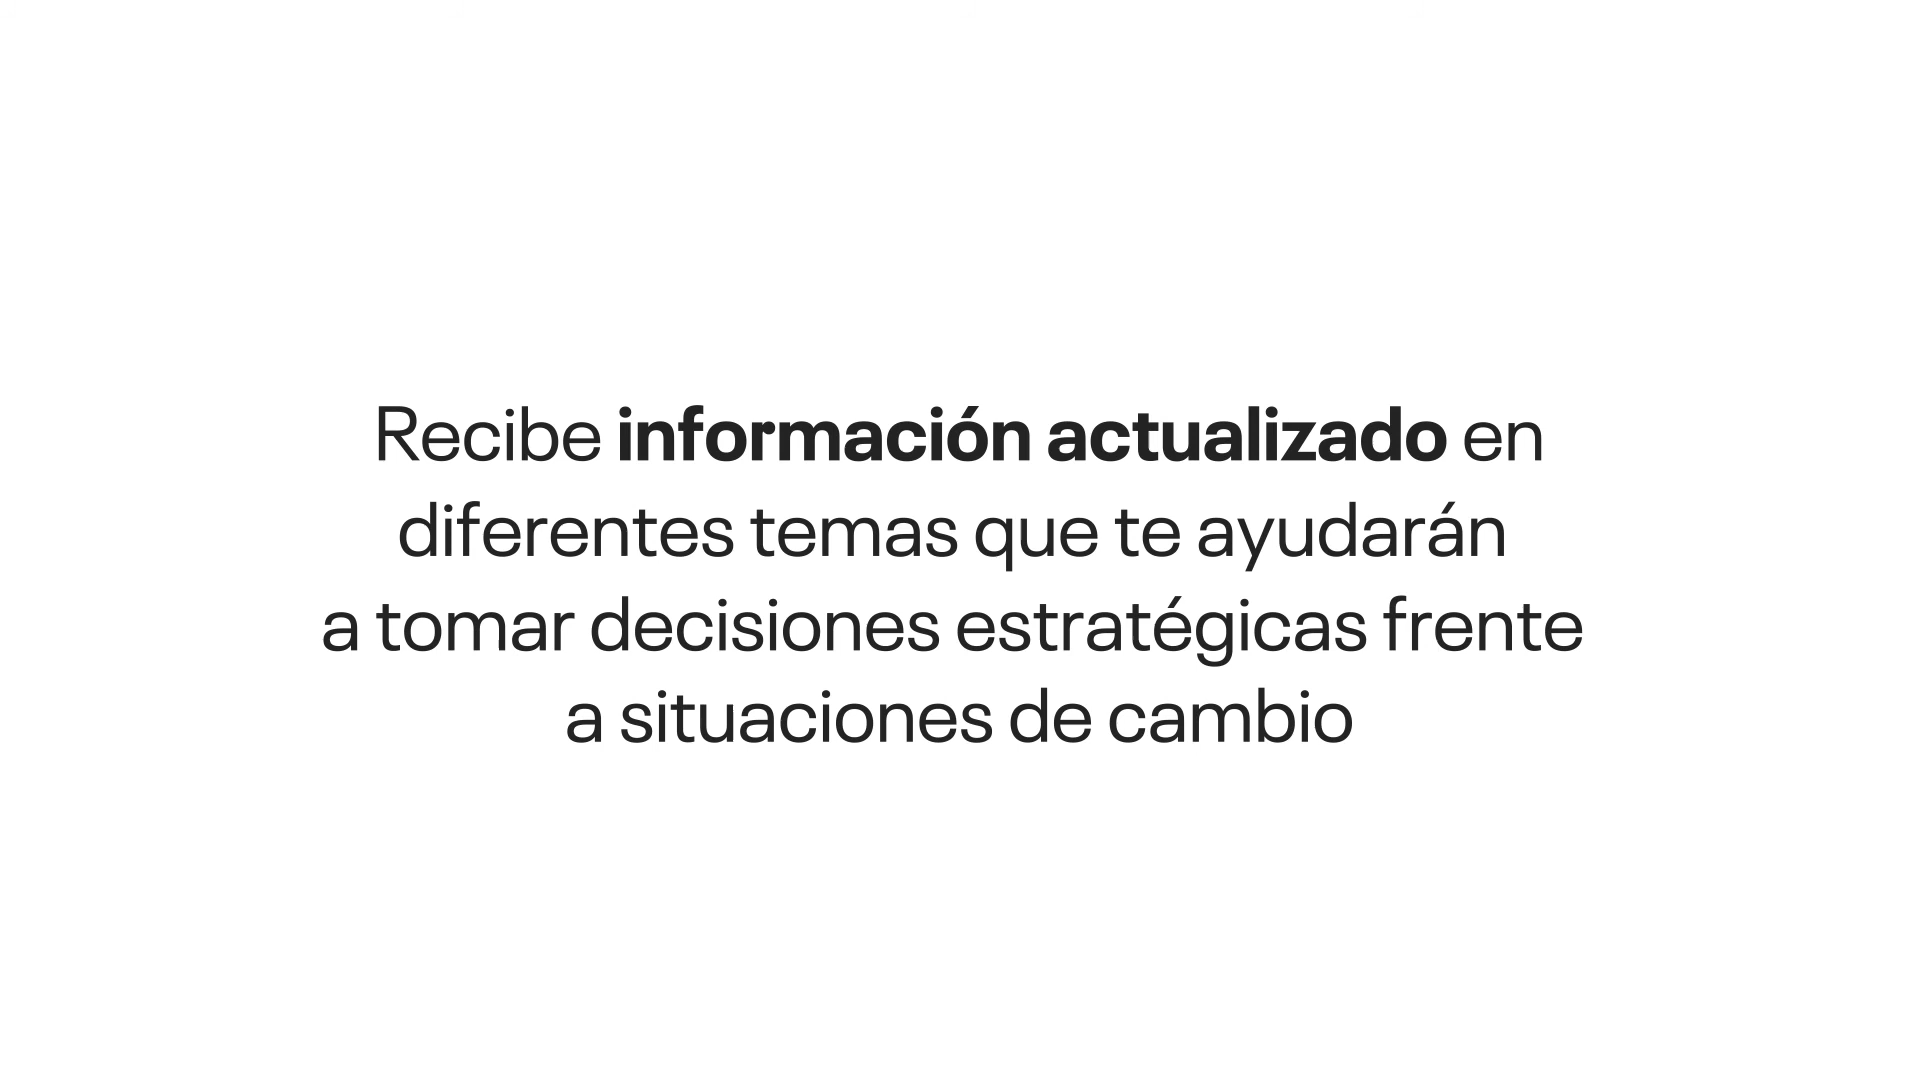 Recibe información actualizado en
diferentes temas que te ayudarán
a tomar decisiones estratégicas frente
a situaciones de cambio